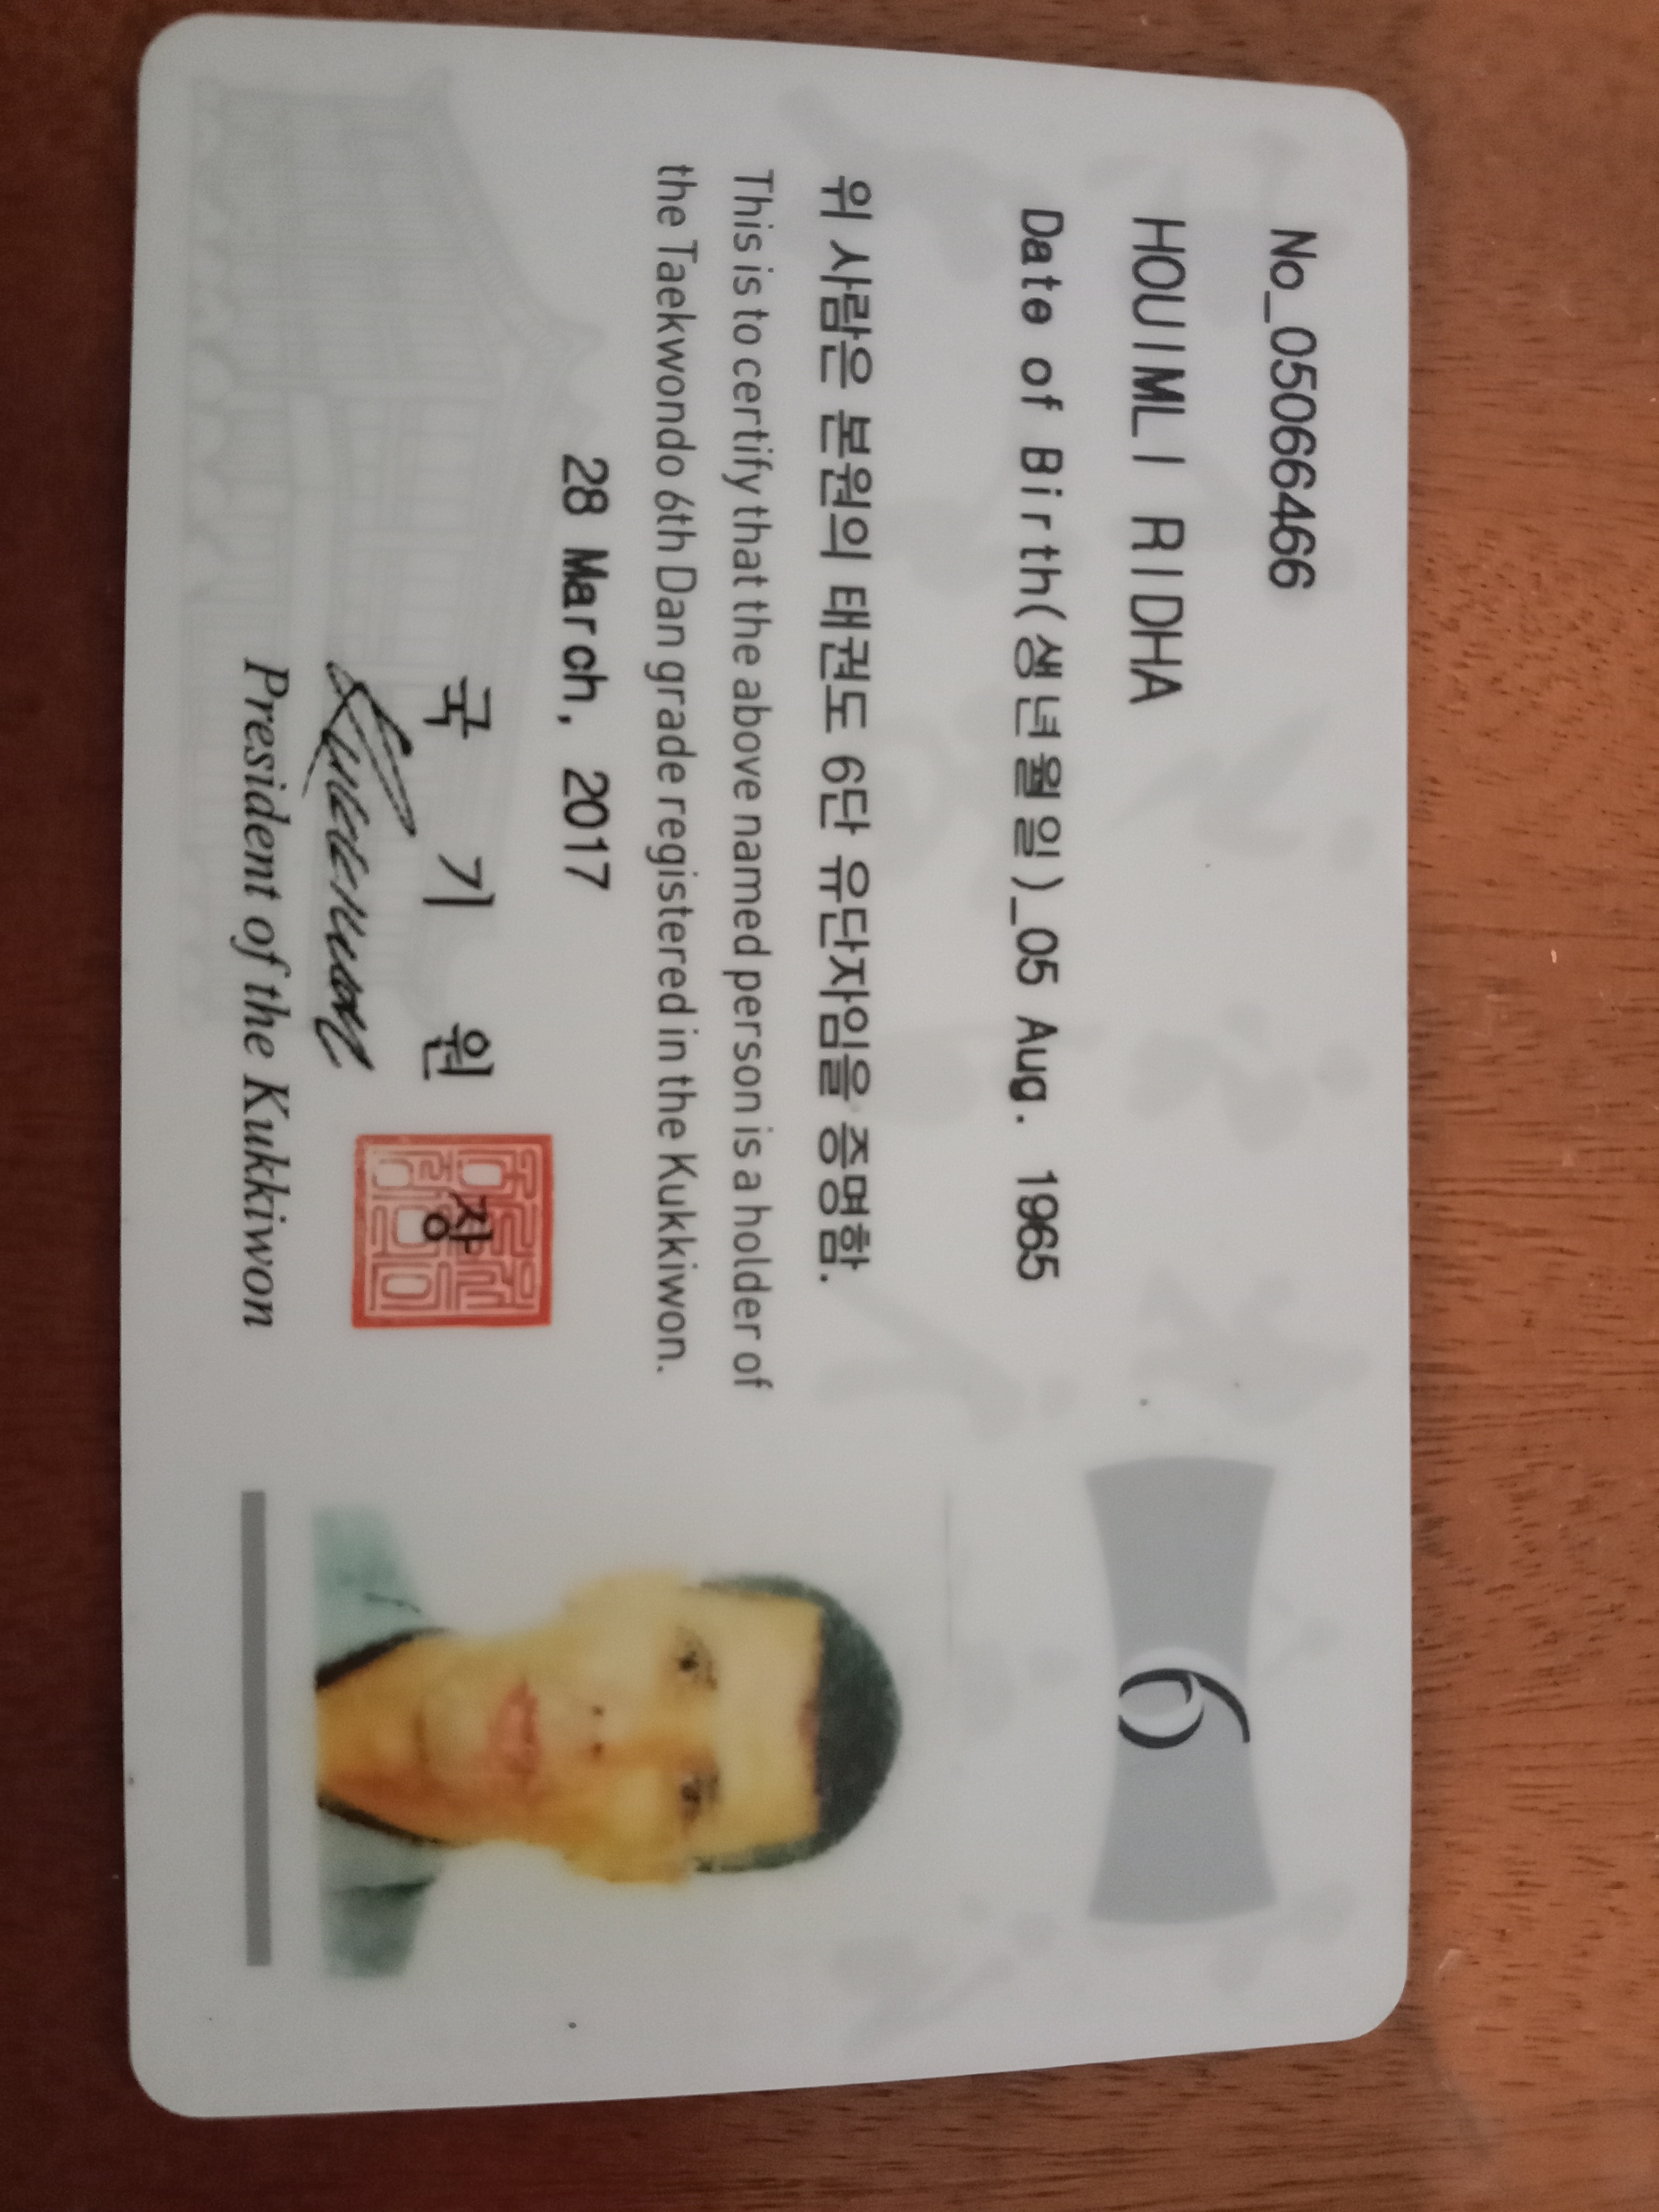 No_05066466
HOUIMLI RIDHA
Date of Birth(생년월일)_05 Aug. 1965
위 사람은 본원의 태권도 6단 유단자임을 증명함.
This is to certify that the above named person is a holder of
the Taekwondo 6th Dan grade registered in the Kukkiwon.
28 March, 2017
국 기 원 장
President of the Kukkiwon
6